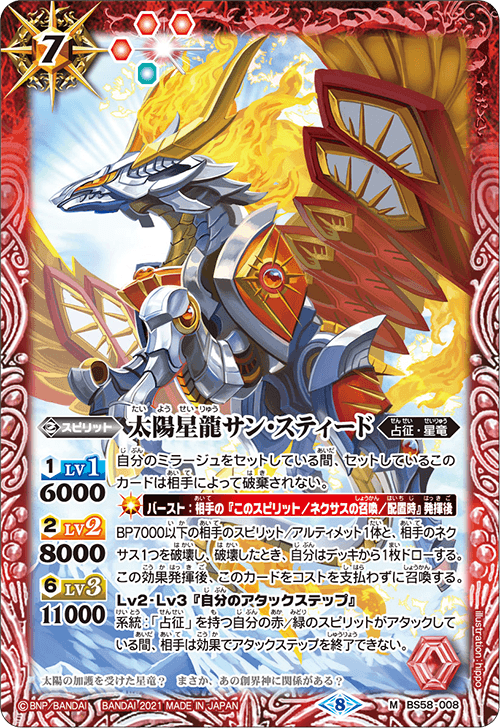 7
スピリット
太陽星龍サン・スティード
占征・星竜
1 LV1
6000
自分のミラージュをセットしている間、セットしているこの
カードは相手によって破棄されない。
バースト:相手の『このスピリット/ネクサスの召喚/配置時』発揮後
2 LV2
8000
BP7000以下の相手のスピリット/アルティメット1体と、相手のネク
サス1つを破壊し、破壊したとき、自分はデッキから1枚ドローする。
この効果発揮後、このカードをコストを支払わずに召喚する。
6 LV3
11000
Lv2・Lv3『自分のアタックステップ』
系統:「占征」を持つ自分の赤/緑のスピリットがアタックして
いる間、相手は効果でアタックステップを終了できない。
太陽の加護を受けた星竜? まさか、あの創界神に関係がある?
illustration:hippo
©BNP/BANDAI BANDAI 2021 MADE IN JAPAN
8
M BS58-008